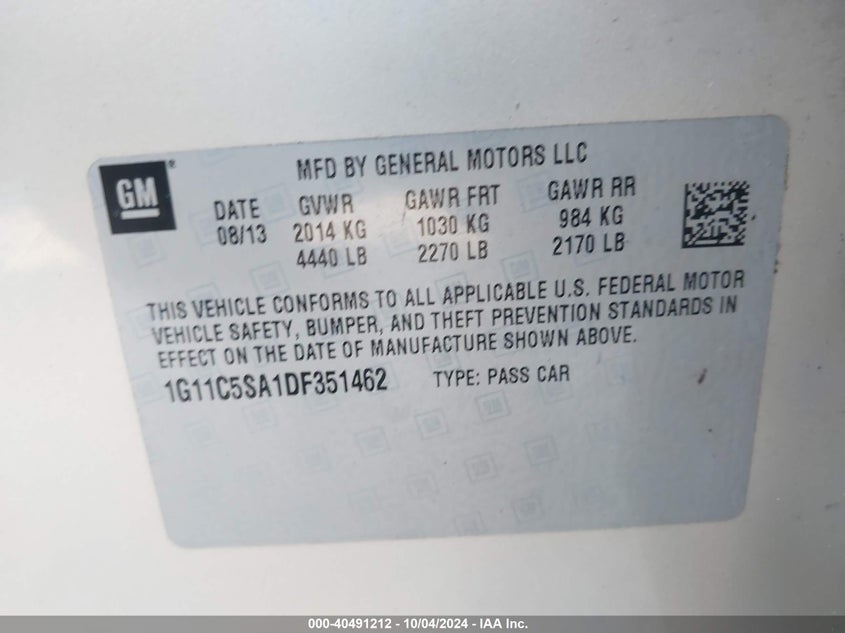 GM®
MFD BY GENERAL MOTORS LLC
DATE GVWR GAWR FRT GAWR RR
08/13 2014 KG 1030 KG 984 KG
4440 LB 2270 LB 2170 LB
THIS VEHICLE CONFORMS TO ALL APPLICABLE U.S. FEDERAL MOTOR
VEHICLE SAFETY, BUMPER, AND THEFT PREVENTION STANDARDS IN
EFFECT ON THE DATE OF MANUFACTURE SHOWN ABOVE.
1G11C5SA1DF351462 TYPE: PASS CAR
000-40491212 - 10/04/2024 - IAA Inc.